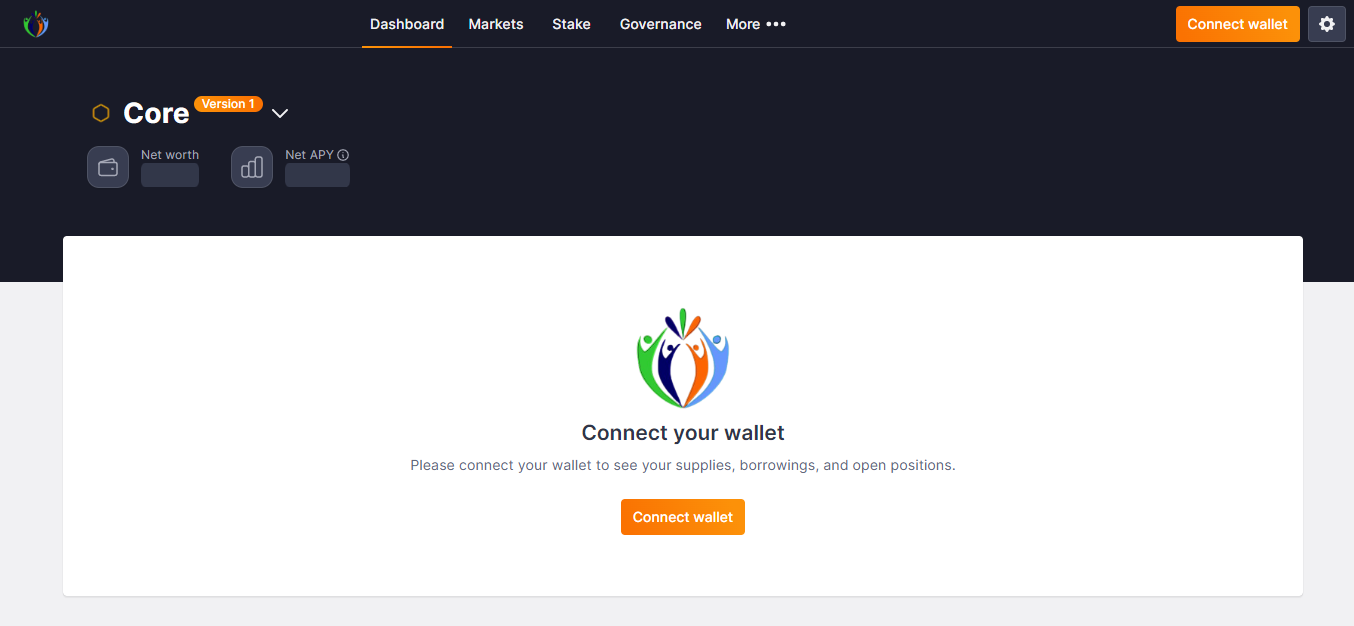 Dashboard Markets Stake Governance More Connect wallet
Core Version 1
Net worth Net APY
Connect your wallet
Please connect your wallet to see your supplies, borrowings, and open positions.
Connect wallet